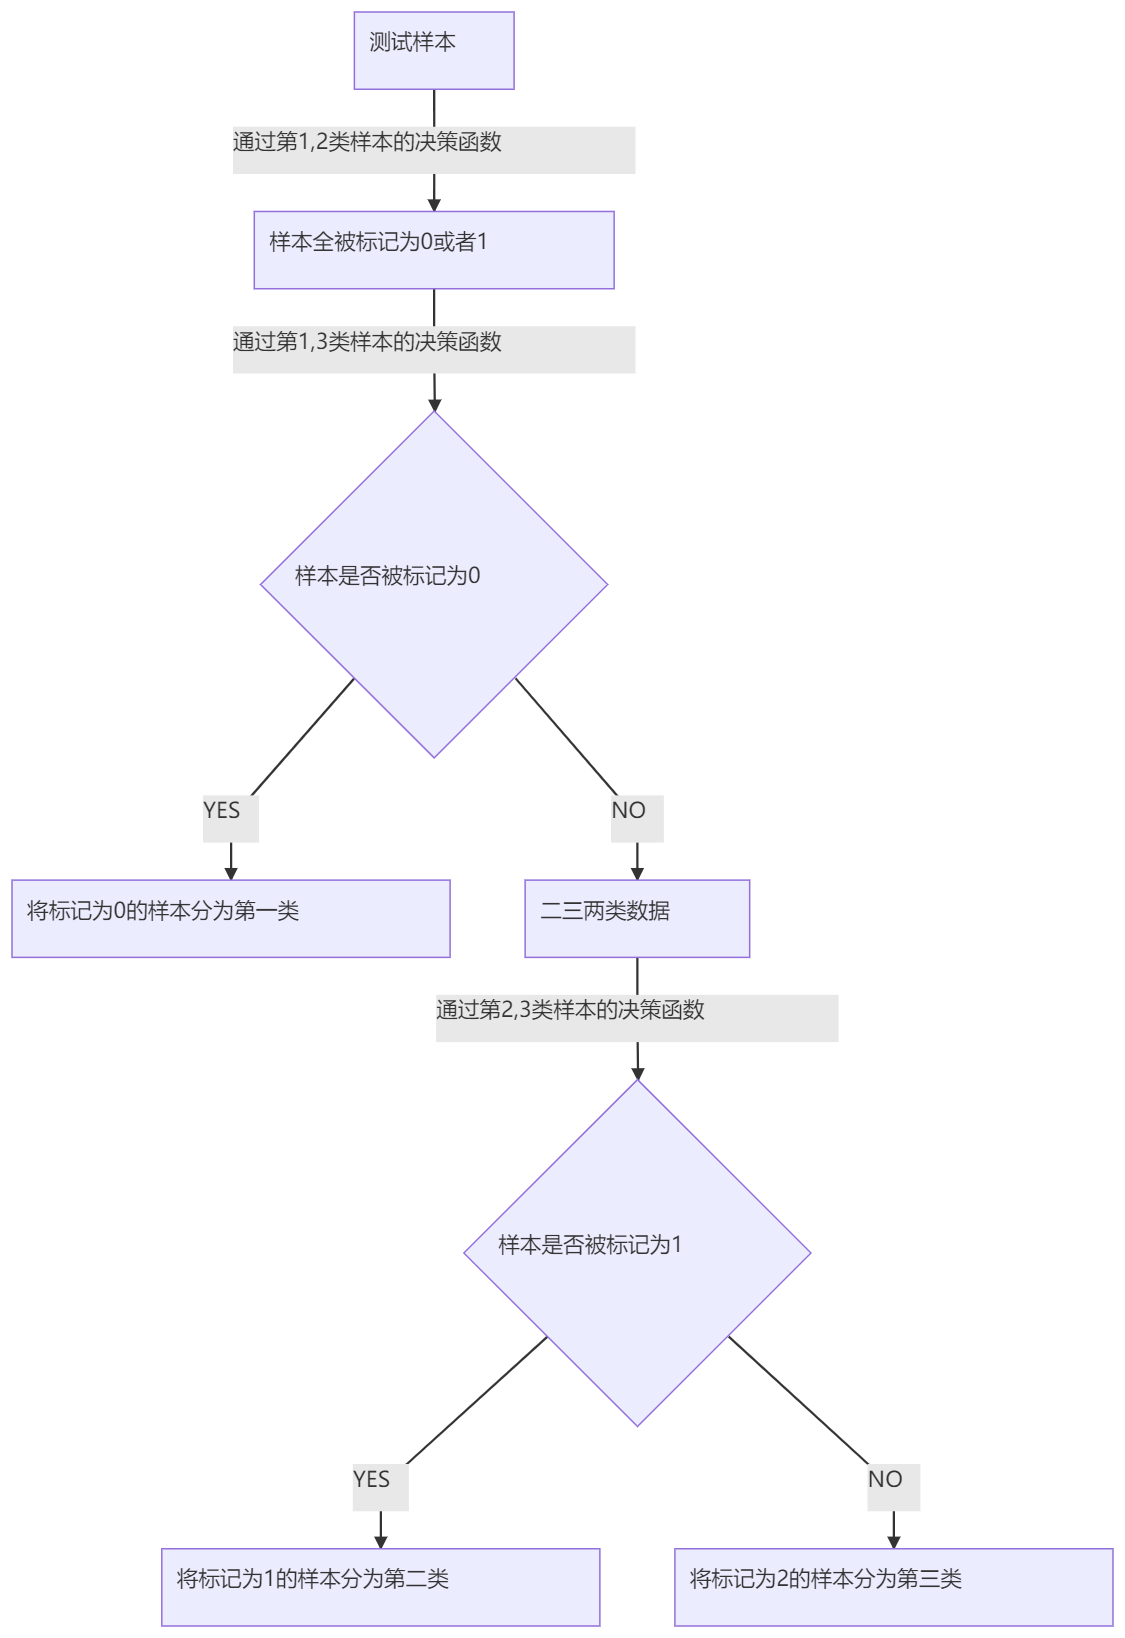 测试样本
通过第1,2类样本的决策函数
样本全被标记为0或者1
通过第1,3类样本的决策函数
样本是否被标记为0
YES
NO
将标记为0的样本分为第一类
二三两类数据
通过第2,3类样本的决策函数
样本是否被标记为1
YES
NO
将标记为1的样本分为第二类
将标记为2的样本分为第三类